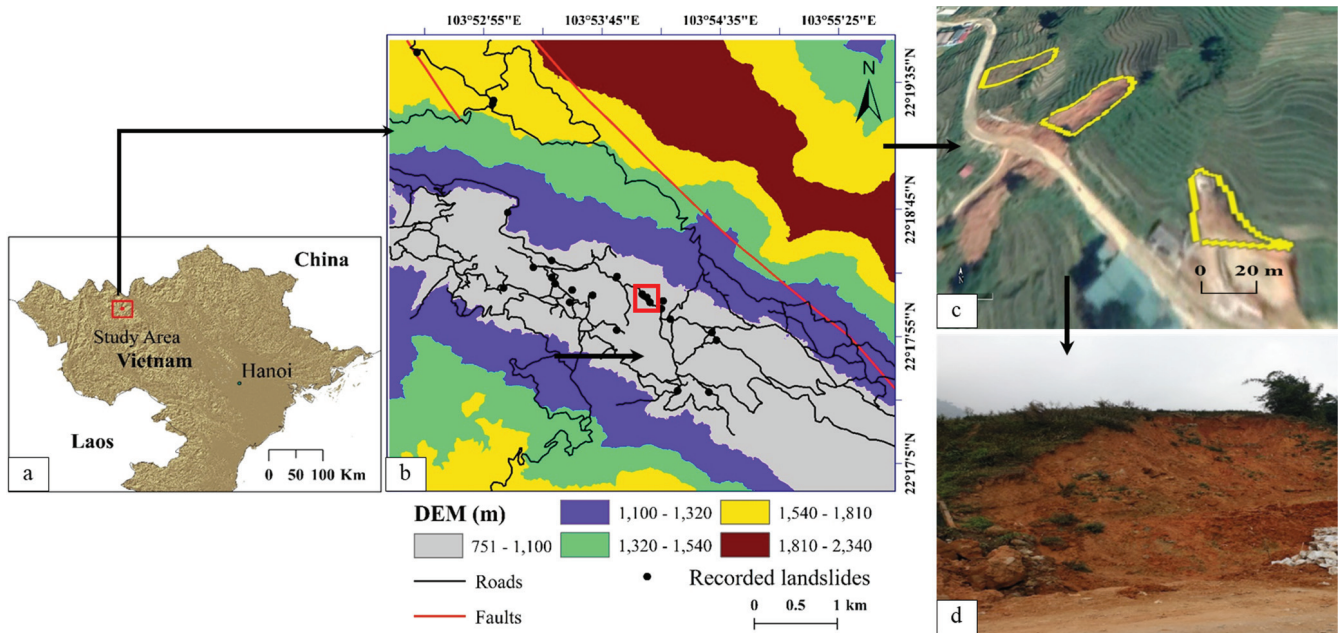 China
Study Area
Vietnam
Hanoi
Laos
0 50 100 Km
a
103°52'55"E 103°53'45"E 103°54'35"E 103°55'25"E
N
22°19'35"N
22°18'45"N
22°17'55"N
22°17'5"N
b
DEM (m)
751 - 1,100
1,100 - 1,320
1,320 - 1,540
1,540 - 1,810
1,810 - 2,340
Roads
Faults
Recorded landslides
0 0.5 1 km
0 20 m
c
d